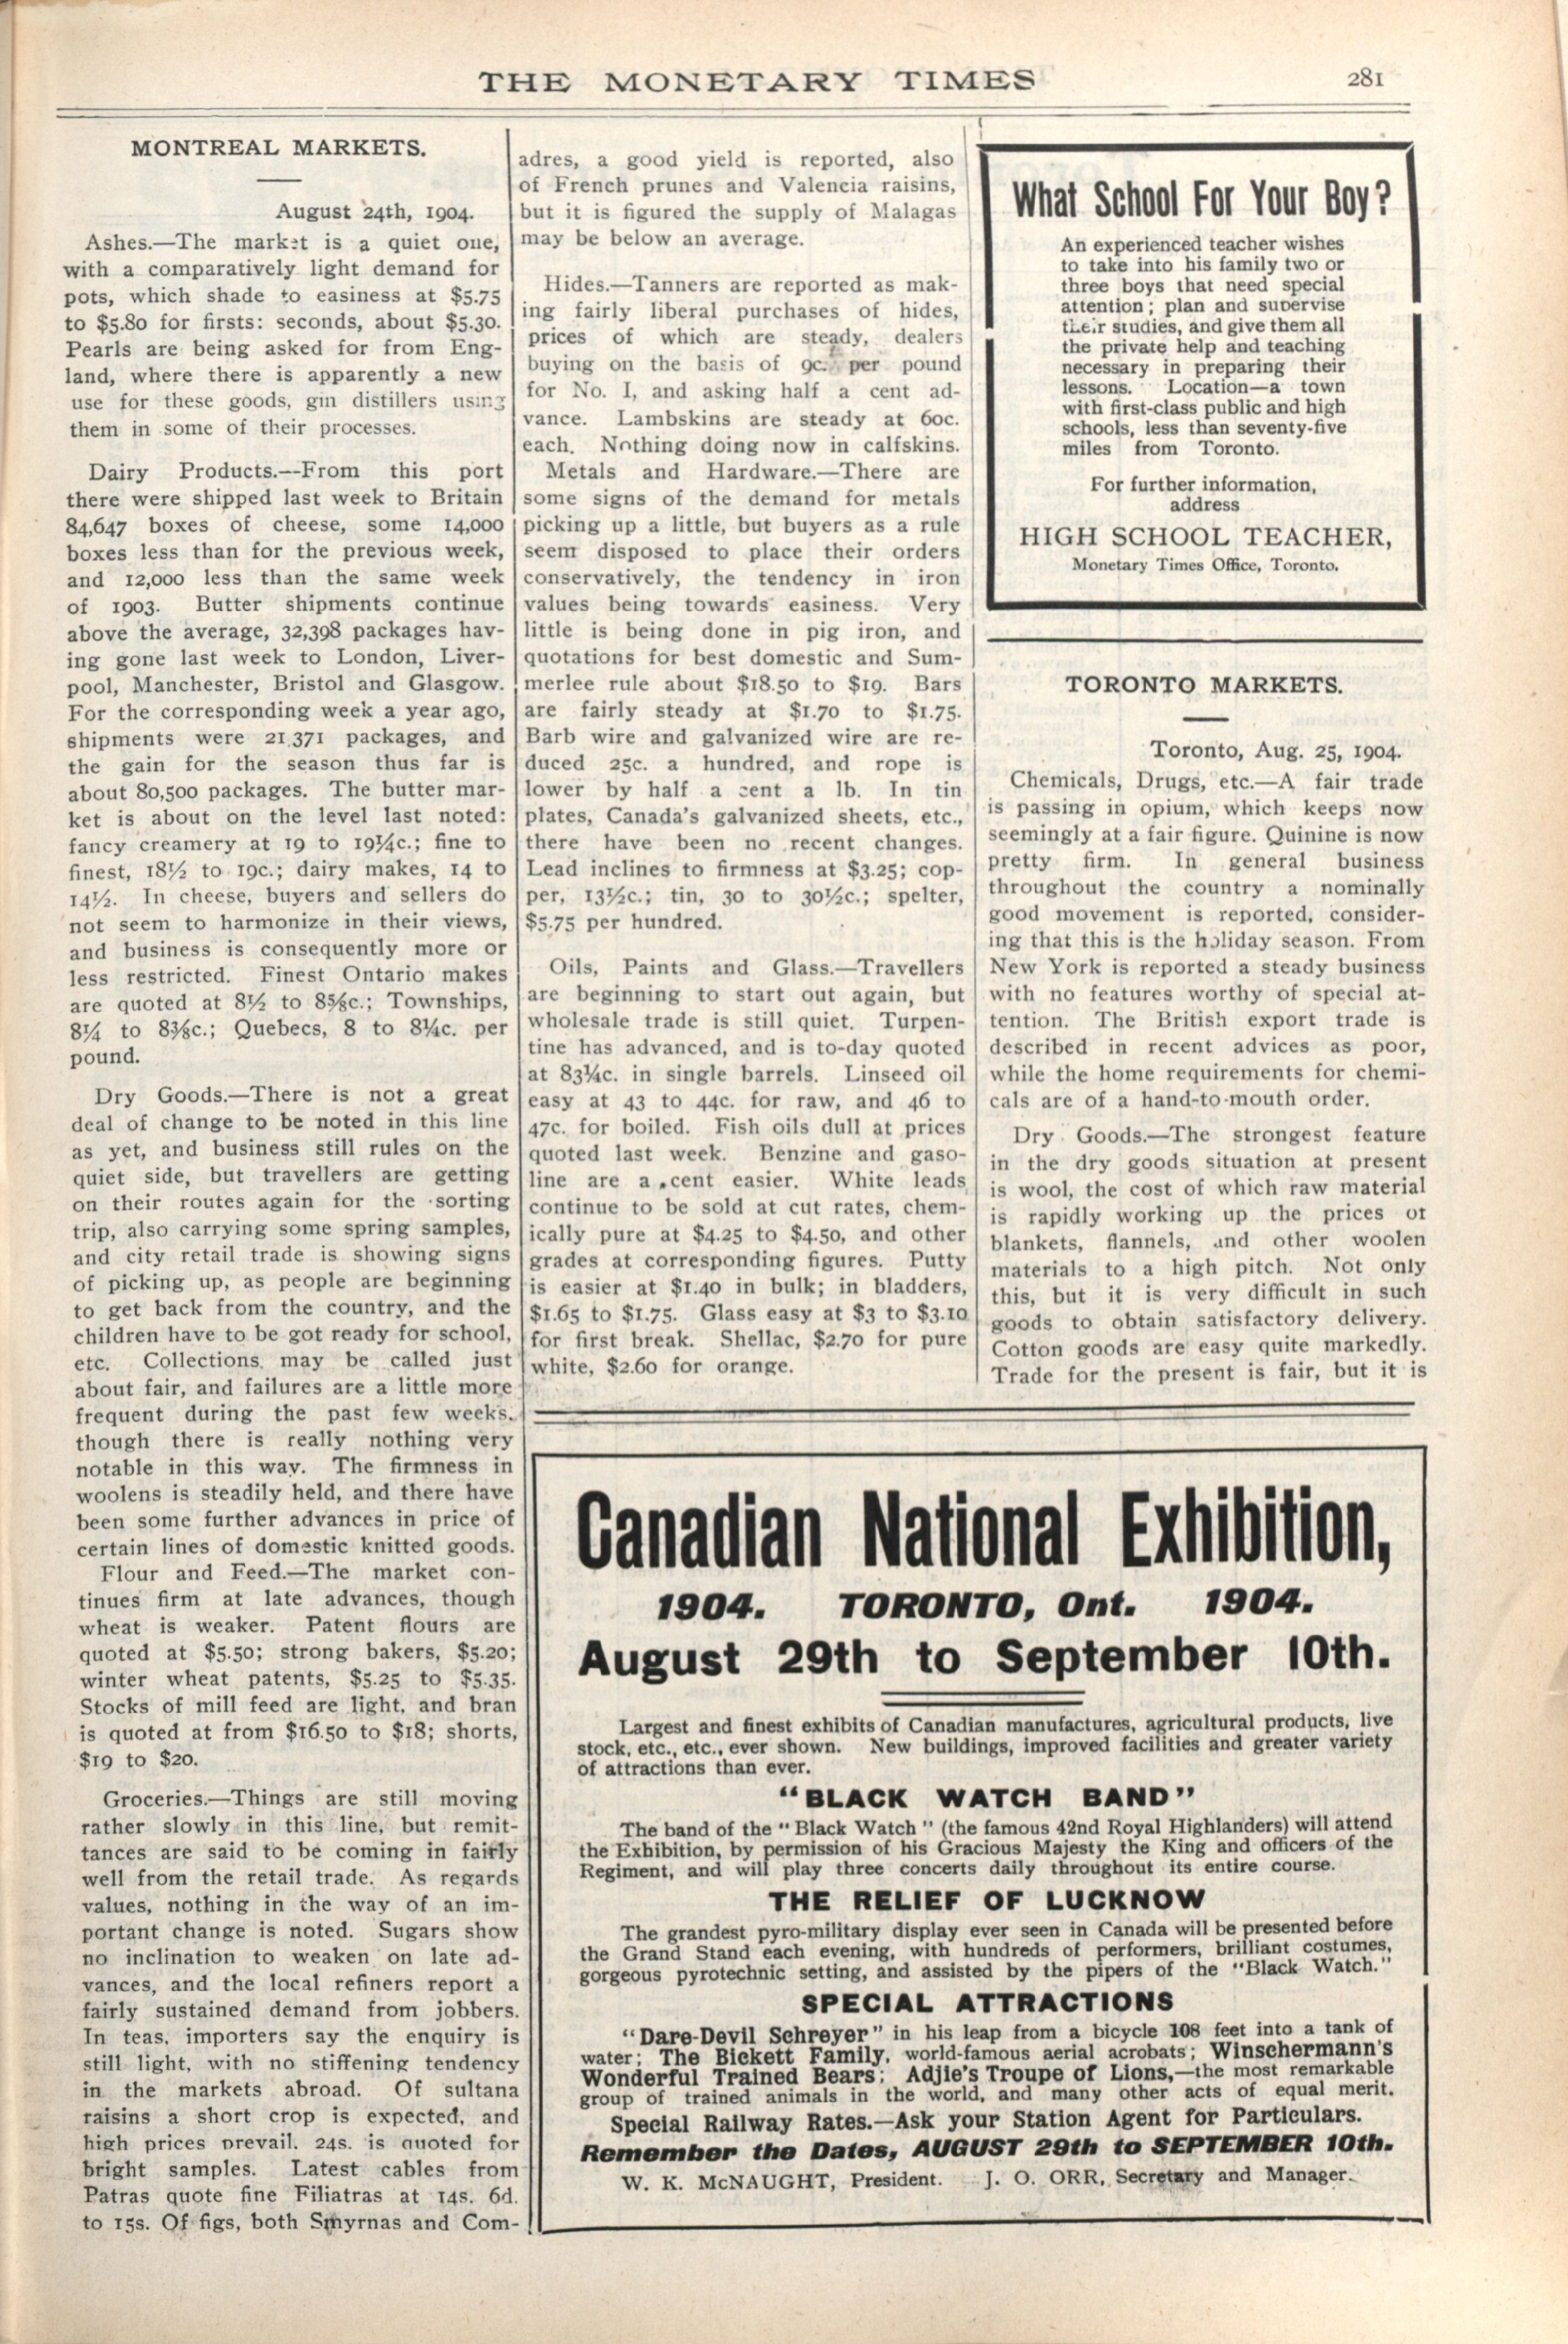 THE MONETARY TIMES
281
MONTREAL MARKETS.
August 24th, 1904.
Ashes.—The market is a quiet one,
with a comparatively light demand for
pots, which shade to easiness at $5.75
to $5.80 for firsts: seconds, about $5.30.
Pearls are being asked for from Eng-
land, where there is apparently a new
use for these goods, gin distillers using
them in some of their processes.
Dairy Products.—From this port
there were shipped last week to Britain
84,647 boxes of cheese, some 14,000
boxes less than for the previous week,
and 12,000 less than the same week
of 1903. Butter shipments continue
above the average, 32,398 packages hav-
ing gone last week to London, Liver-
pool, Manchester, Bristol and Glasgow.
For the corresponding week a year ago,
shipments were 21,371 packages, and
the gain for the season thus far is
about 80,500 packages. The butter mar-
ket is about on the level last noted:
fancy creamery at 19 to 19¼c.; fine to
finest, 18½ to 19c.; dairy makes, 14 to
14½. In cheese, buyers and sellers do
not seem to harmonize in their views,
and business is consequently more or
less restricted. Finest Ontario makes
are quoted at 8½ to 8⅝c.; Townships,
8¼ to 8⅜c.; Quebecs, 8 to 8¼c. per
pound.
Dry Goods.—There is not a great
deal of change to be noted in this line
as yet, and business still rules on the
quiet side, but travellers are getting
on their routes again for the sorting
trip, also carrying some spring samples,
and city retail trade is showing signs
of picking up, as people are beginning
to get back from the country, and the
children have to be got ready for school,
etc. Collections may be called just
about fair, and failures are a little more
frequent during the past few weeks,
though there is really nothing very
notable in this way. The firmness in
woolens is steadily held, and there have
been some further advances in price of
certain lines of domestic knitted goods.
Flour and Feed.—The market con-
tinues firm at late advances, though
wheat is weaker. Patent flours are
quoted at $5.50; strong bakers, $5.20;
winter wheat patents, $5.25 to $5.35.
Stocks of mill feed are light, and bran
is quoted at from $16.50 to $18; shorts,
$19 to $20.
Groceries.—Things are still moving
rather slowly in this line, but remit-
tances are said to be coming in fairly
well from the retail trade. As regards
values, nothing in the way of an im-
portant change is noted. Sugars show
no inclination to weaken on late ad-
vances, and the local refiners report a
fairly sustained demand from jobbers.
In teas, importers say the enquiry is
still light, with no stiffening tendency
in the markets abroad. Of sultana
raisins a short crop is expected, and
high prices prevail. 24s. is quoted for
bright samples. Latest cables from
Patras quote fine Filiatras at 14s. 6d.
to 15s. Of figs, both Smyrnas and Com-
adres, a good yield is reported, also
of French prunes and Valencia raisins,
but it is figured the supply of Malagas
may be below an average.
Hides.—Tanners are reported as mak-
ing fairly liberal purchases of hides,
prices of which are steady, dealers
buying on the basis of 9c. per pound
for No. I, and asking half a cent ad-
vance. Lambskins are steady at 60c.
each. Nothing doing now in calfskins.
Metals and Hardware.—There are
some signs of the demand for metals
picking up a little, but buyers as a rule
seem disposed to place their orders
conservatively, the tendency in iron
values being towards easiness. Very
little is being done in pig iron, and
quotations for best domestic and Sum-
merlee rule about $18.50 to $19. Bars
are fairly steady at $1.70 to $1.75.
Barb wire and galvanized wire are re-
duced 25c. a hundred, and rope is
lower by half a cent a lb. In tin
plates, Canada's galvanized sheets, etc.,
there have been no recent changes.
Lead inclines to firmness at $3.25; cop-
per, 13½c.; tin, 30 to 30½c.; spelter,
$5.75 per hundred.
Oils, Paints and Glass.—Travellers
are beginning to start out again, but
wholesale trade is still quiet. Turpen-
tine has advanced, and is to-day quoted
at 83¼c. in single barrels. Linseed oil
easy at 43 to 44c. for raw, and 46 to
47c. for boiled. Fish oils dull at prices
quoted last week. Benzine and gaso-
line are a cent easier. White leads
continue to be sold at cut rates, chem-
ically pure at $4.25 to $4.50, and other
grades at corresponding figures. Putty
is easier at $1.40 in bulk; in bladders,
$1.65 to $1.75. Glass easy at $3 to $3.10
for first break. Shellac, $2.70 for pure
white, $2.60 for orange.
What School For Your Boy?
An experienced teacher wishes
to take into his family two or
three boys that need special
attention; plan and supervise
their studies, and give them all
the private help and teaching
necessary in preparing their
lessons. Location—a town
with first-class public and high
schools, less than seventy-five
miles from Toronto.
For further information,
address
HIGH SCHOOL TEACHER,
Monetary Times Office, Toronto.
TORONTO MARKETS.
Toronto, Aug. 25, 1904.
Chemicals, Drugs, etc.—A fair trade
is passing in opium, which keeps now
seemingly at a fair figure. Quinine is now
pretty firm. In general business
throughout the country a nominally
good movement is reported, consider-
ing that this is the holiday season. From
New York is reported a steady business
with no features worthy of special at-
tention. The British export trade is
described in recent advices as poor,
while the home requirements for chemi-
cals are of a hand-to-mouth order.
Dry Goods.—The strongest feature
in the dry goods situation at present
is wool, the cost of which raw material
is rapidly working up the prices of
blankets, flannels, and other woolen
materials to a high pitch. Not only
this, but it is very difficult in such
goods to obtain satisfactory delivery.
Cotton goods are easy quite markedly.
Trade for the present is fair, but it is
Canadian National Exhibition,
1904. TORONTO, Ont. 1904.
August 29th to September 10th.
Largest and finest exhibits of Canadian manufactures, agricultural products, live
stock, etc., etc., ever shown. New buildings, improved facilities and greater variety
of attractions than ever.
"BLACK WATCH BAND"
The band of the "Black Watch" (the famous 42nd Royal Highlanders) will attend
the Exhibition, by permission of his Gracious Majesty the King and officers of the
Regiment, and will play three concerts daily throughout its entire course.
THE RELIEF OF LUCKNOW
The grandest pyro-military display ever seen in Canada will be presented before
the Grand Stand each evening, with hundreds of performers, brilliant costumes,
gorgeous pyrotechnic setting, and assisted by the pipers of the "Black Watch."
SPECIAL ATTRACTIONS
"Dare-Devil Schreyer" in his leap from a bicycle 108 feet into a tank of
water; The Bickett Family, world-famous aerial acrobats; Winschermann's
Wonderful Trained Bears; Adjie's Troupe of Lions,—the most remarkable
group of trained animals in the world, and many other acts of equal merit.
Special Railway Rates.—Ask your Station Agent for Particulars.
Remember the Dates, AUGUST 29th to SEPTEMBER 10th.
W. K. McNAUGHT, President. J. O. ORR, Secretary and Manager.